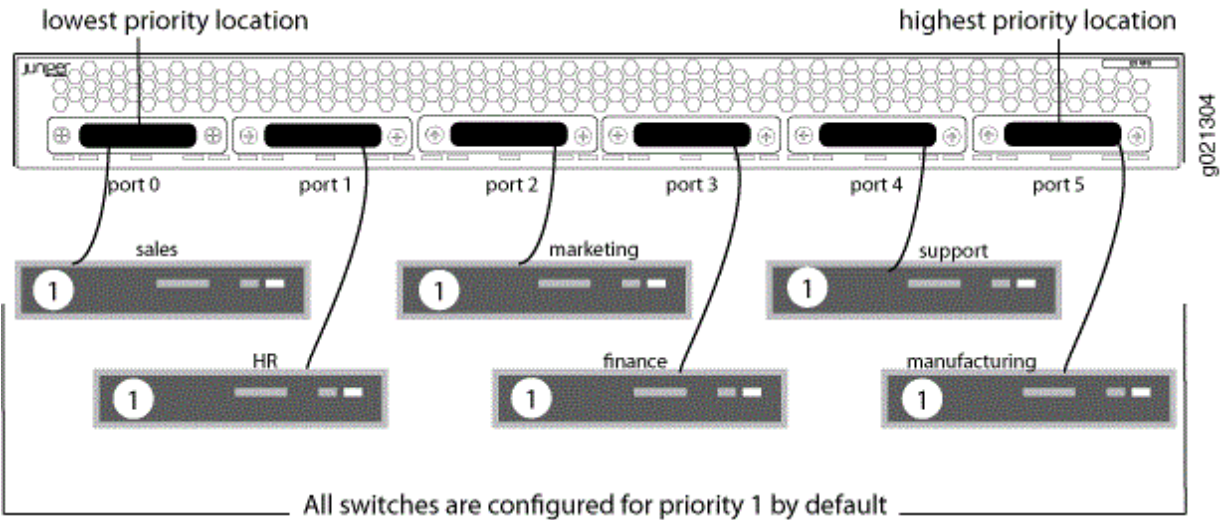 lowest priority location
highest priority location
juniper
port 0
port 1
port 2
port 3
port 4
port 5
g021304
sales
marketing
support
1
1
1
HR
finance
manufacturing
1
1
1
All switches are configured for priority 1 by default